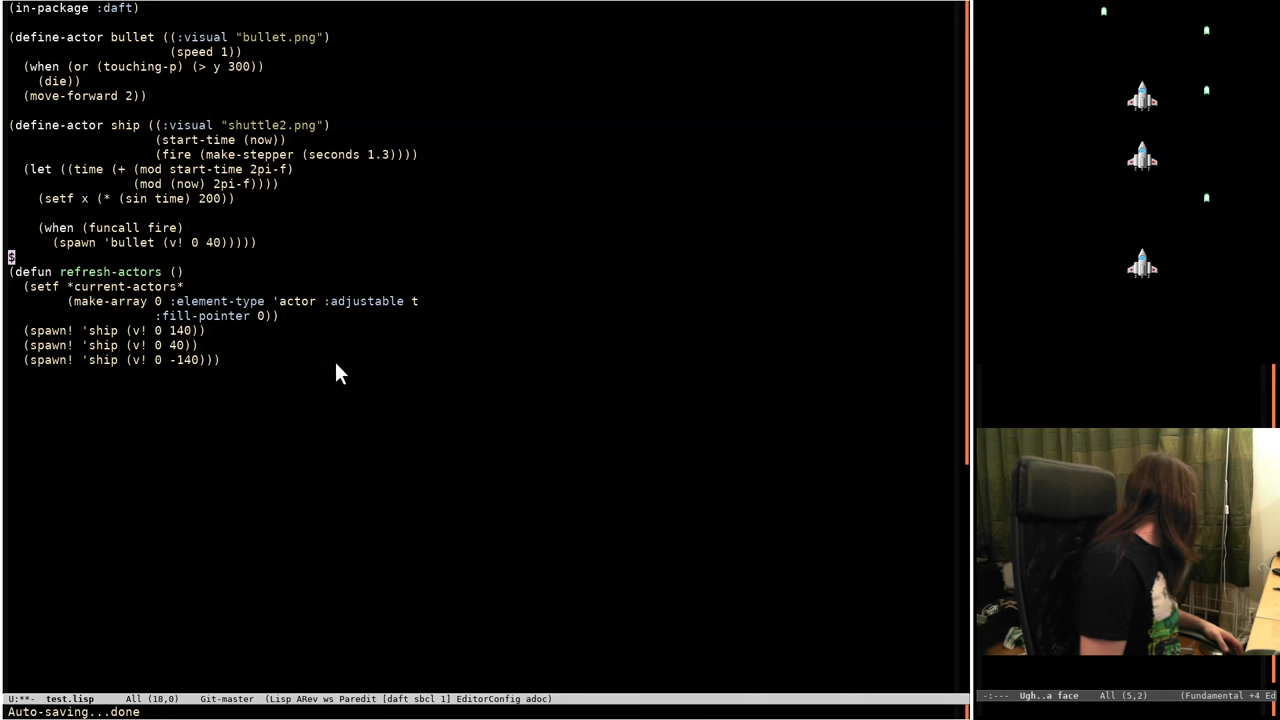 (in-package :daft)
(define-actor bullet ((:visual "bullet.png")
(speed 1))
(when (or (touching-p) (> y 300))
(die))
(move-forward 2))
(define-actor ship ((:visual "shuttle2.png")
(start-time (now))
(fire (make-stepper (seconds 1.3))))
(let ((time (+ (mod start-time 2pi-f)
(mod (now) 2pi-f))))
(setf x (* (sin time) 200))
(when (funcall fire)
(spawn 'bullet (v! 0 40)))))
$
(defun refresh-actors ()
(setf *current-actors*
(make-array 0 :element-type 'actor :adjustable t
:fill-pointer 0))
(spawn! 'ship (v! 0 140))
(spawn! 'ship (v! 0 40))
(spawn! 'ship (v! 0 -140)))
U:**- test.lisp All (18,0) Git-master (Lisp ARev ws Paredit [daft sbcl 1] EditorConfig adoc)
-:--- Ugh..a face All (5,2) (Fundamental +4 Ed
Auto-saving...done